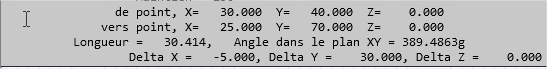 de point, X= 30.000 Y= 40.000 Z= 0.000
vers point, X= 25.000 Y= 70.000 Z= 0.000
Longueur = 30.414, Angle dans le plan XY = 389.4863g
Delta X = -5.000, Delta Y = 30.000, Delta Z = 0.000